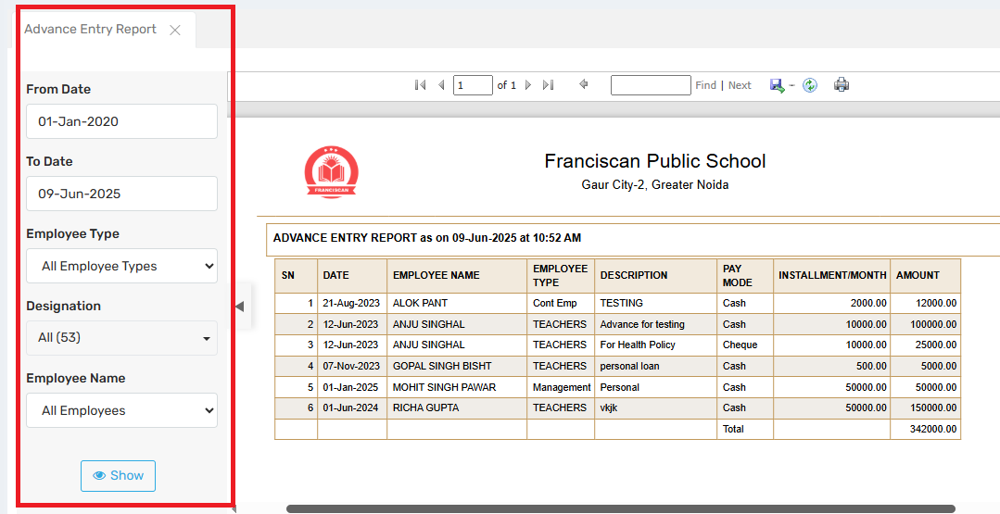 Advance Entry Report
From Date
01-Jan-2020
To Date
09-Jun-2025
Employee Type
All Employee Types
Designation
All (53)
Employee Name
All Employees
Show
1 of 1 Find | Next
FRANCISCAN
Franciscan Public School
Gaur City-2, Greater Noida
ADVANCE ENTRY REPORT as on 09-Jun-2025 at 10:52 AM
SN DATE EMPLOYEE NAME EMPLOYEE TYPE DESCRIPTION PAY MODE INSTALLMENT/MONTH AMOUNT
1 21-Aug-2023 ALOK PANT Cont Emp TESTING Cash 2000.00 12000.00
2 12-Jun-2023 ANJU SINGHAL TEACHERS Advance for testing Cash 10000.00 100000.00
3 12-Jun-2023 ANJU SINGHAL TEACHERS For Health Policy Cheque 10000.00 25000.00
4 07-Nov-2023 GOPAL SINGH BISHT TEACHERS personal loan Cash 500.00 5000.00
5 01-Jan-2025 MOHIT SINGH PAWAR Management Personal Cash 50000.00 50000.00
6 01-Jun-2024 RICHA GUPTA TEACHERS vkjk Cash 50000.00 150000.00
Total 342000.00